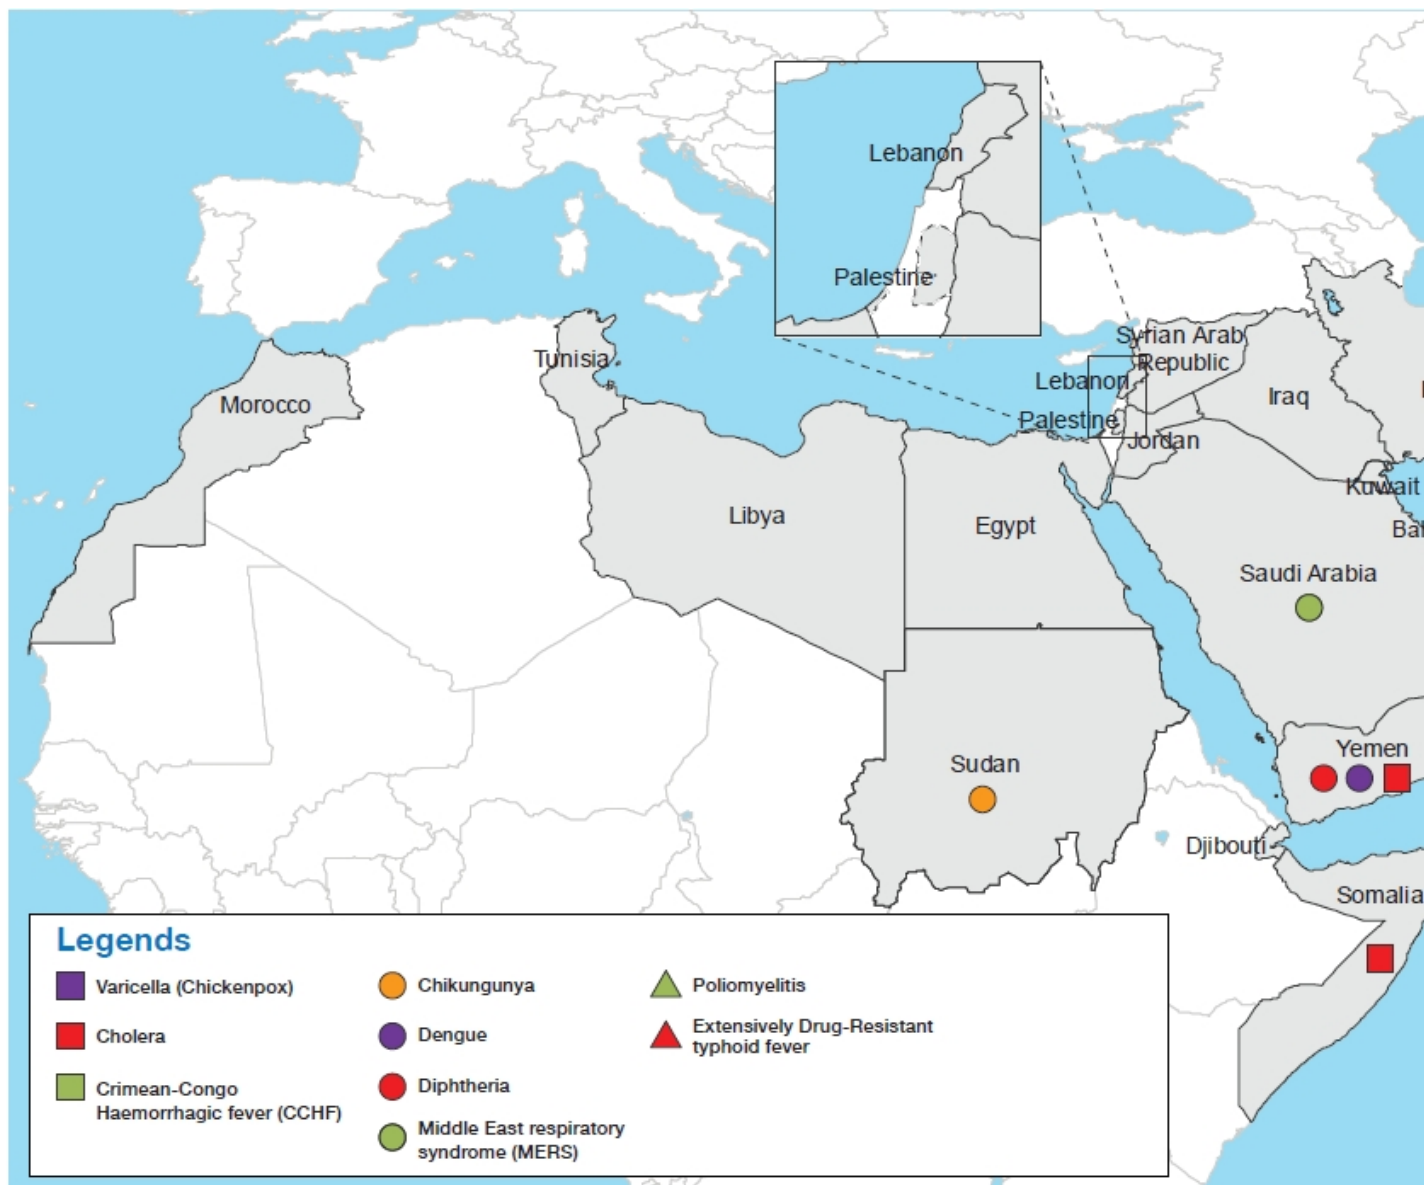 Lebanon
Palestine
Tunisia
Syrian Arab
Republic
Lebanon
Morocco
Iraq
Palestine
Jordan
Kuwait
Libya
Egypt
Saudi Arabia
Sudan
Yemen
Djibouti
Somalia
Legends
Varicella (Chickenpox)
Cholera
Crimean-Congo
Haemorrhagic fever (CCHF)
Chikungunya
Dengue
Diphtheria
Middle East respiratory
syndrome (MERS)
Poliomyelitis
Extensively Drug-Resistant
typhoid fever